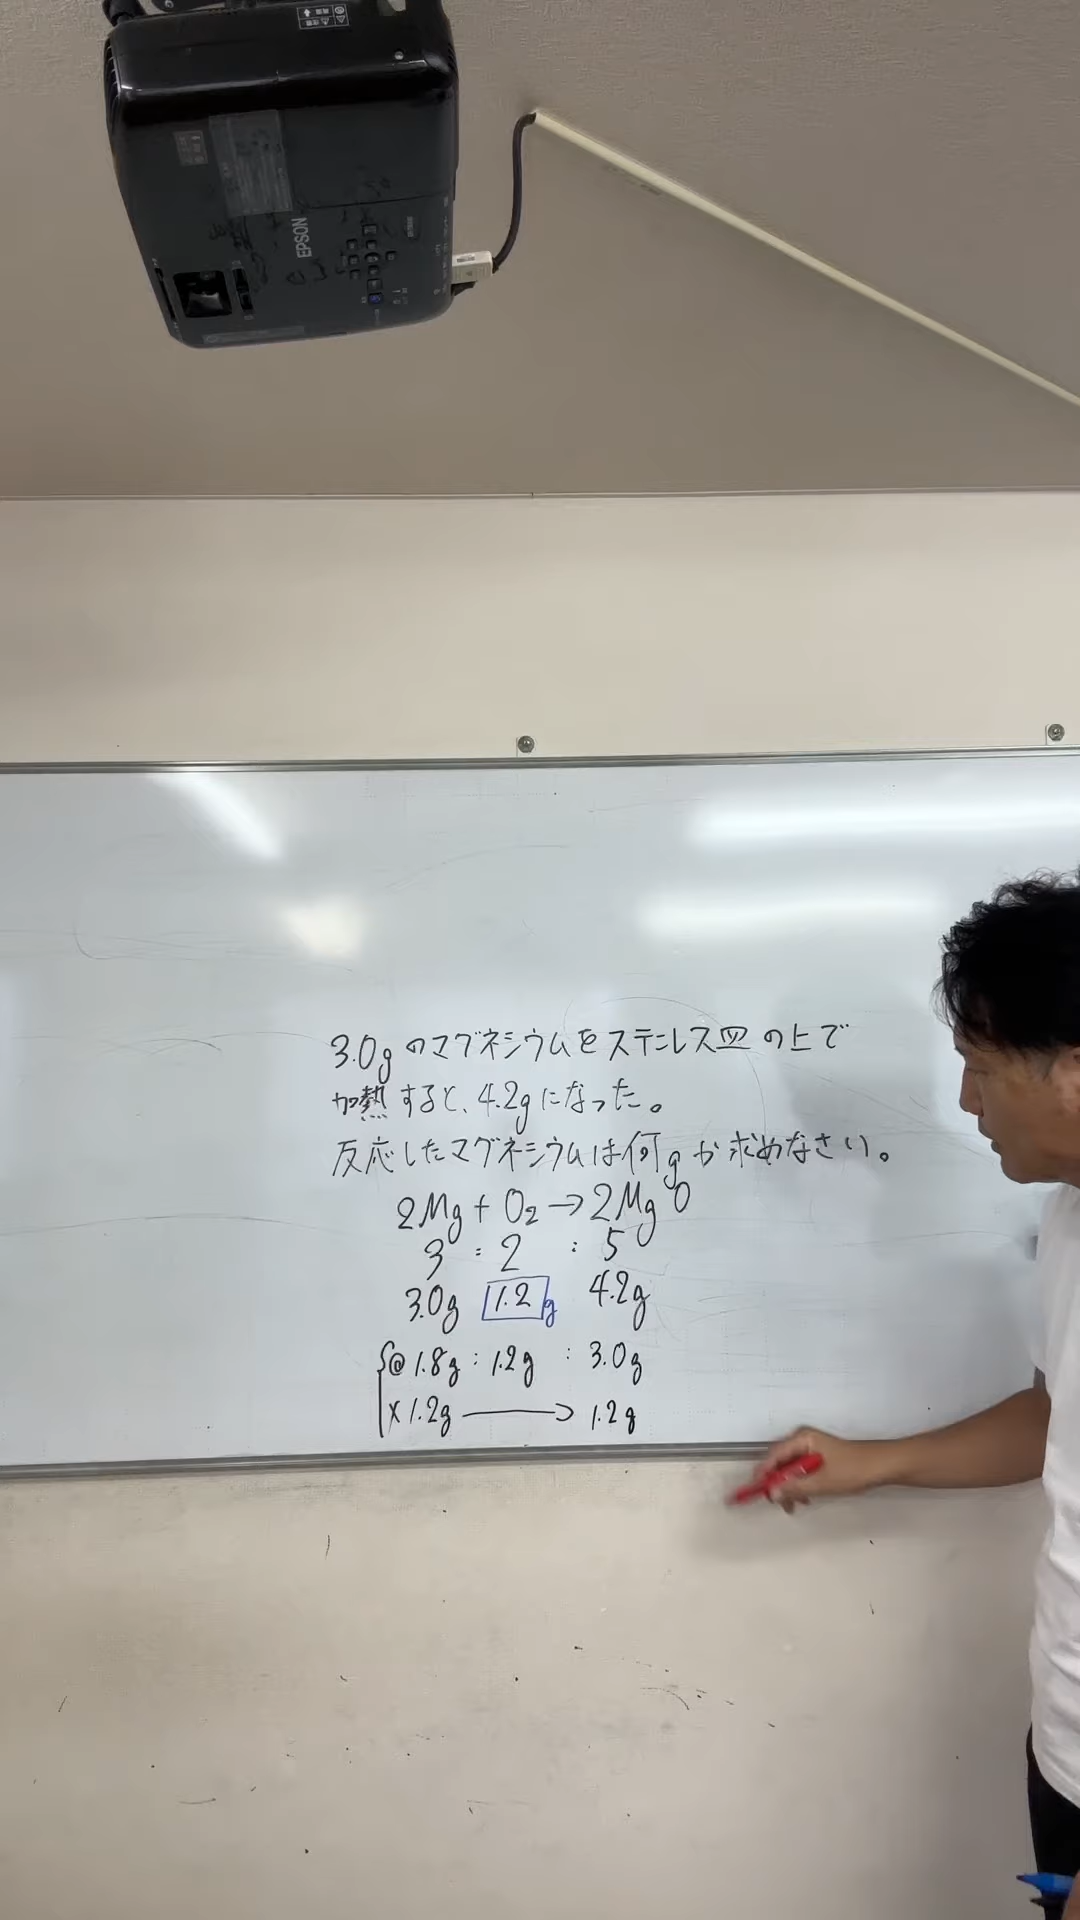 EPSON
3.0gのマグネシウムをステンレス皿の上で
加熱すると、4.2gになった。
反応したマグネシウムは何gか求めなさい。
2Mg + O₂ → 2MgO
3 : 2 : 5
3.0g 1.2g 4.2g
@ 1.8g : 1.2g : 3.0g
× 1.2g → 1.2g